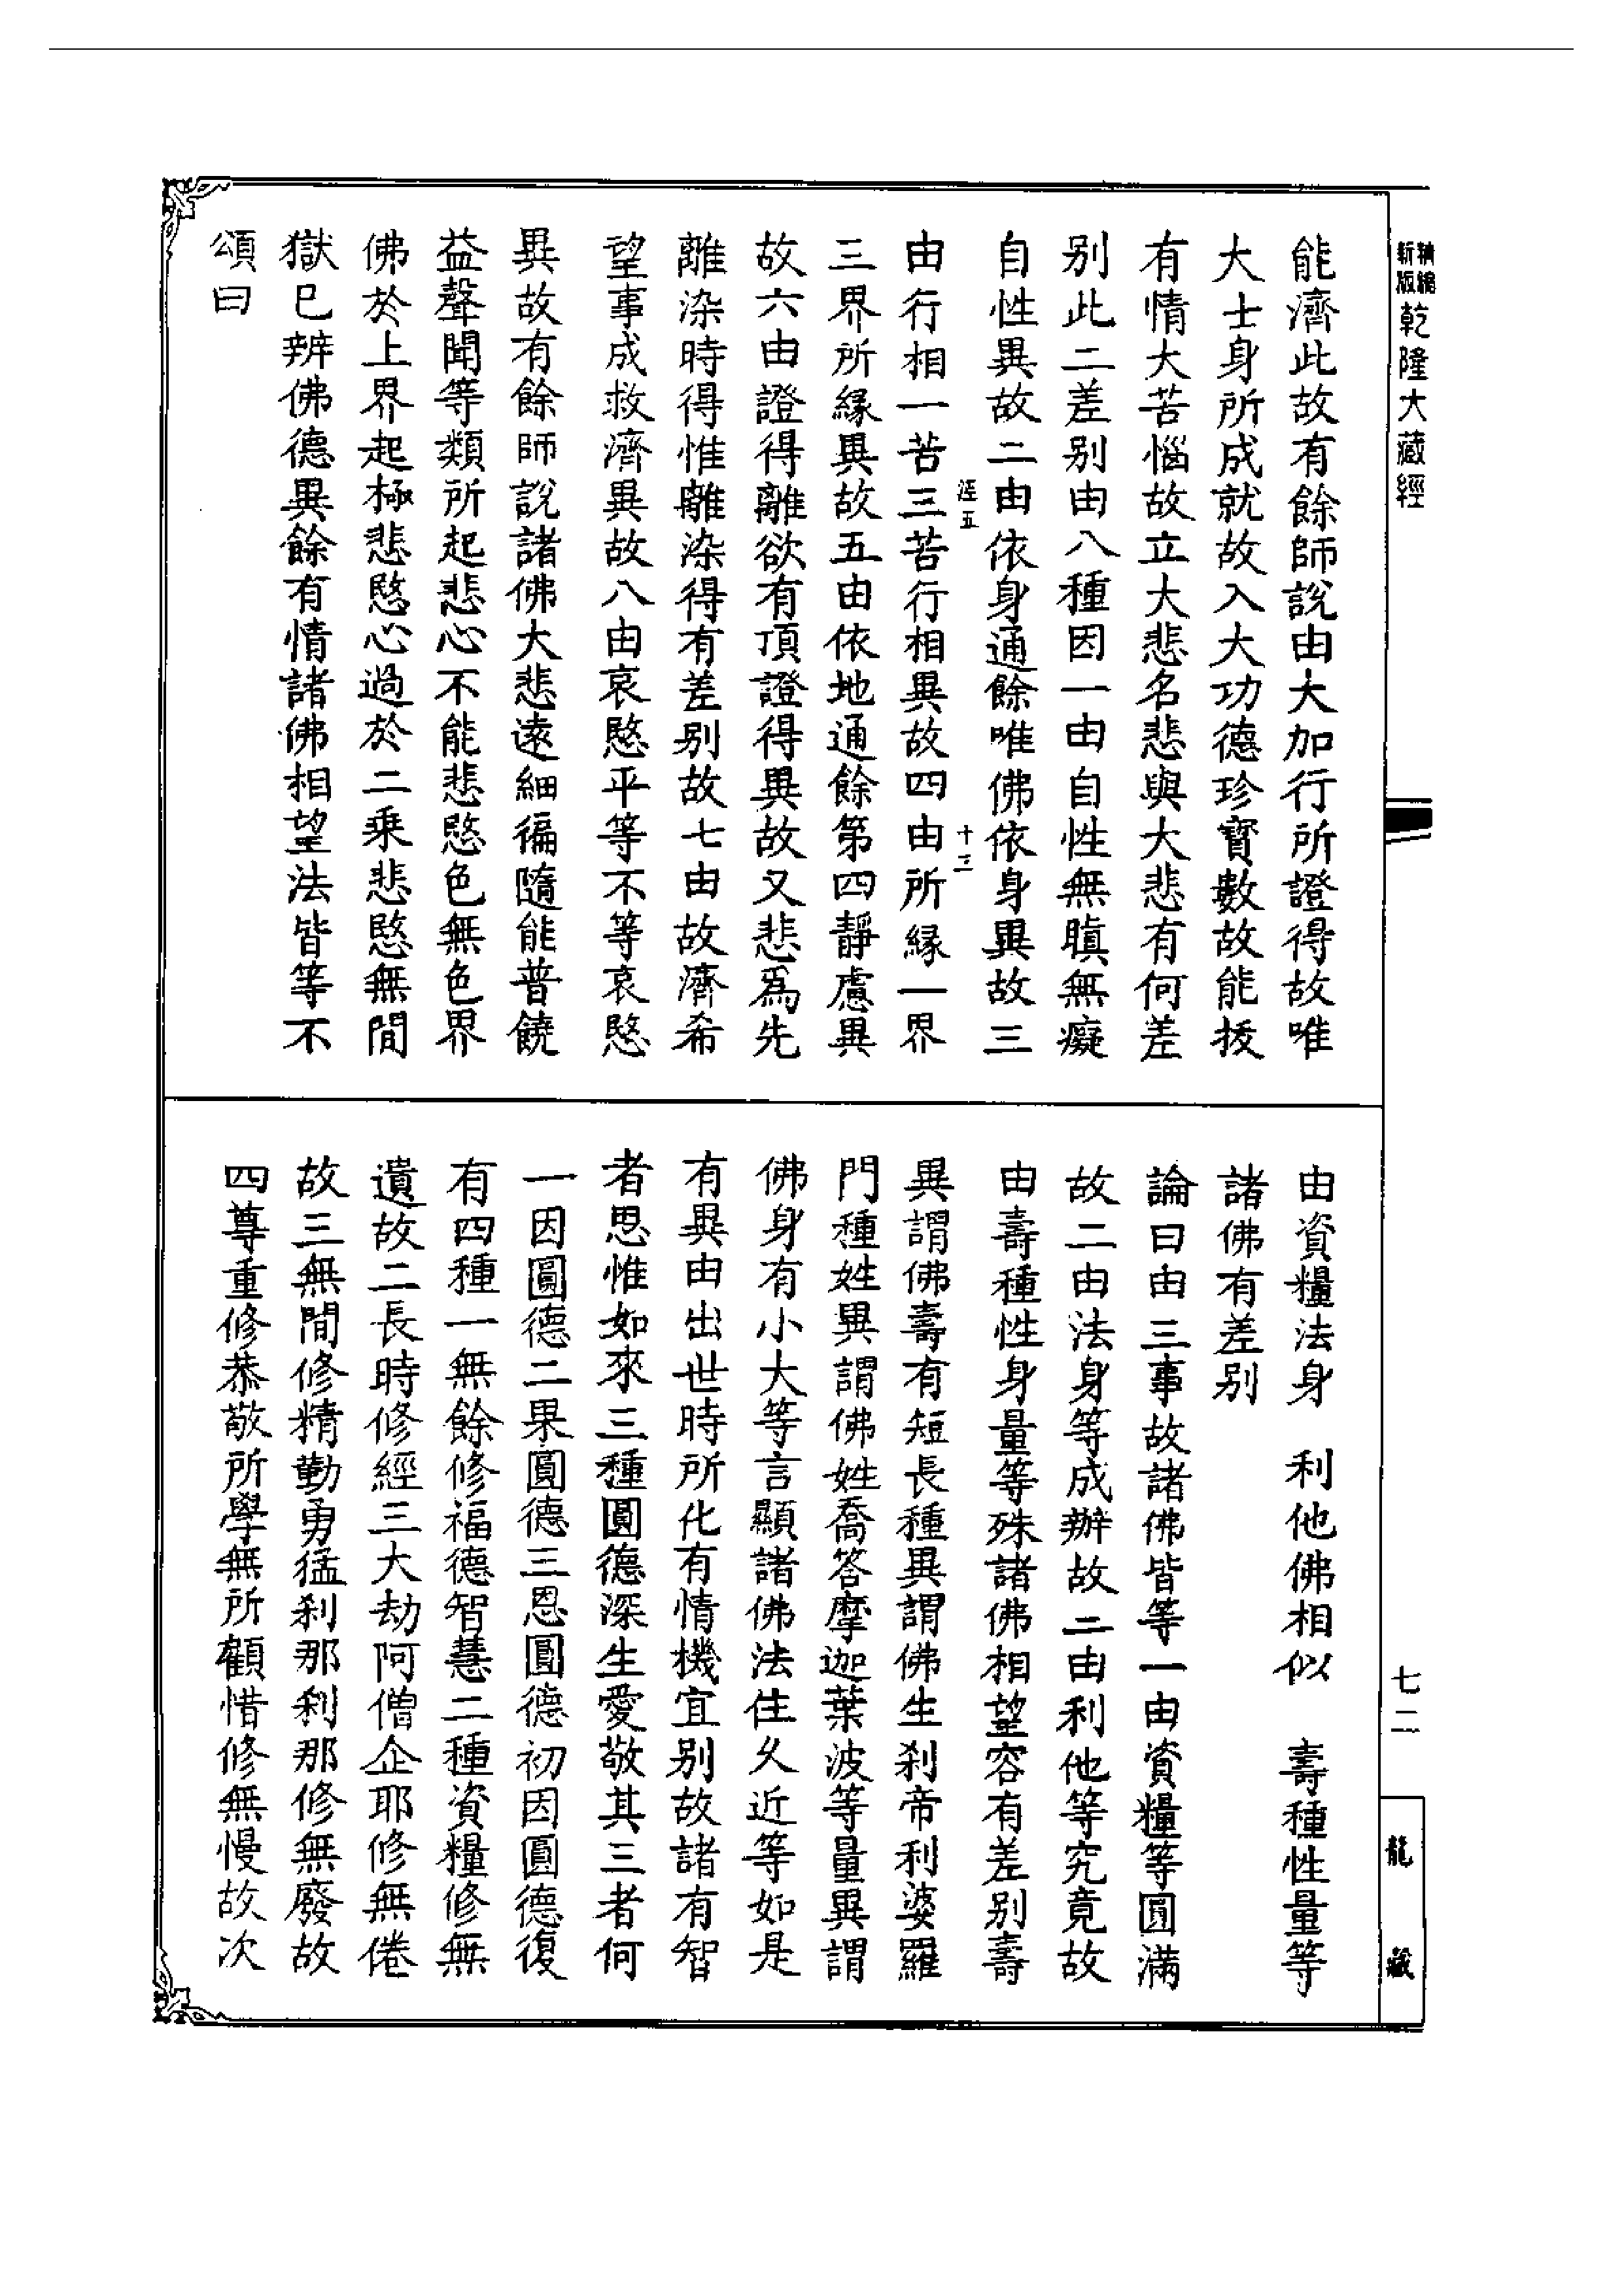 新編
新版
乾隆大藏經
能濟此故有餘師說由大加行所證得故唯
大士身所成就故入大功德珍寶數故能拔
有情大苦惱故立大悲名悲與大悲有何差
別此二差別由八種因一由自性無瞋無癡
自性異故二由依身通餘唯佛依身異故三
湹五
十三
由行相一苦三苦行相異故四由所緣一界
三界所緣異故五由依地通餘第四靜慮異
故六由證得離欲有頂證得異故又悲為先
離染時得惟離染得有差別故七由故濟希
望事成救濟異故八由哀愍平等不等哀愍
異故有餘師說諸佛大悲遠細徧隨能普饒
益聲聞等類所起悲心不能悲愍色無色界
佛於上界起極悲愍心過於二乘悲愍無間
獄巳辨佛德異餘有情諸佛相望法皆等不
頌曰
由資糧法身 利他佛相似 壽種性量等
諸佛有差別
論曰由三事故諸佛皆等一由資糧等圓滿
故二由法身等成辦故二由利他等究竟故
由壽種性身量等殊諸佛相望容有差別壽
異謂佛壽有短長種異謂佛生刹帝利婆羅
門種姓異謂佛姓喬答摩迦葉波等量異謂
佛身有小大等言顯諸佛法住久近等如是
有異由出世時所化有情機宜別故諸有智
者思惟如來三種圓德深生愛敬其三者何
一因圓德二果圓德三恩圓德初因圓德復
有四種一無餘修福德智慧二種資糧修無
遺故二長時修經三大劫阿僧企耶修無倦
故三無間修精勤勇猛刹那刹那修無廢故
四尊重修恭敬所學無所顧惜修無慢故次
七二
龍藏